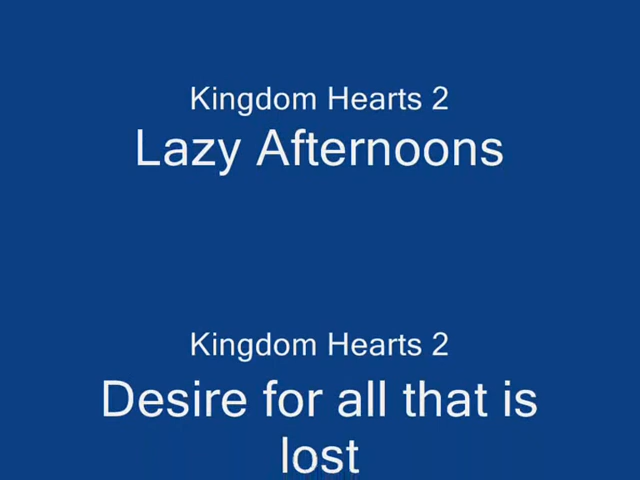 Kingdom Hearts 2
Lazy Afternoons
Kingdom Hearts 2
Desire for all that is
lost